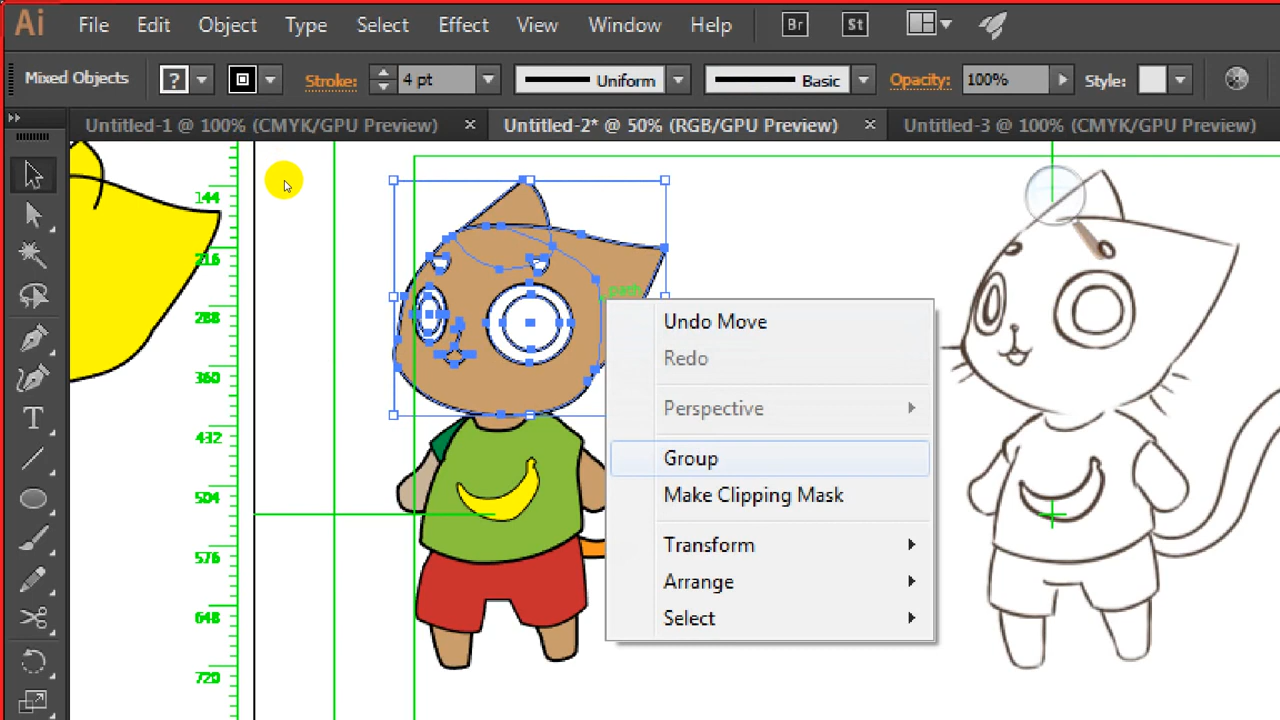 Ai File Edit Object Type Select Effect View Window Help Br St
Mixed Objects ? Stroke: 4 pt Uniform Basic Opacity: 100% Style:
Untitled-1 @ 100% (CMYK/GPU Preview) × Untitled-2* @ 50% (RGB/GPU Preview) × Untitled-3 @ 100% (CMYK/GPU Preview)
144
216
288
360
432
504
576
648
720
T
path
Undo Move
Redo
Perspective
Group
Make Clipping Mask
Transform
Arrange
Select